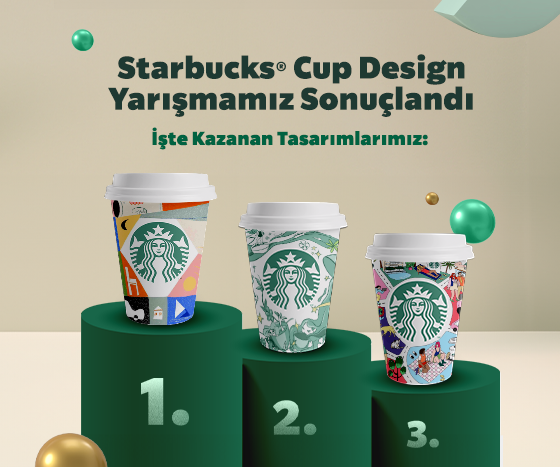 Starbucks® Cup Design
Yarışmamız Sonuçlandı
İşte Kazanan Tasarımlarımız:
1.
2.
3.